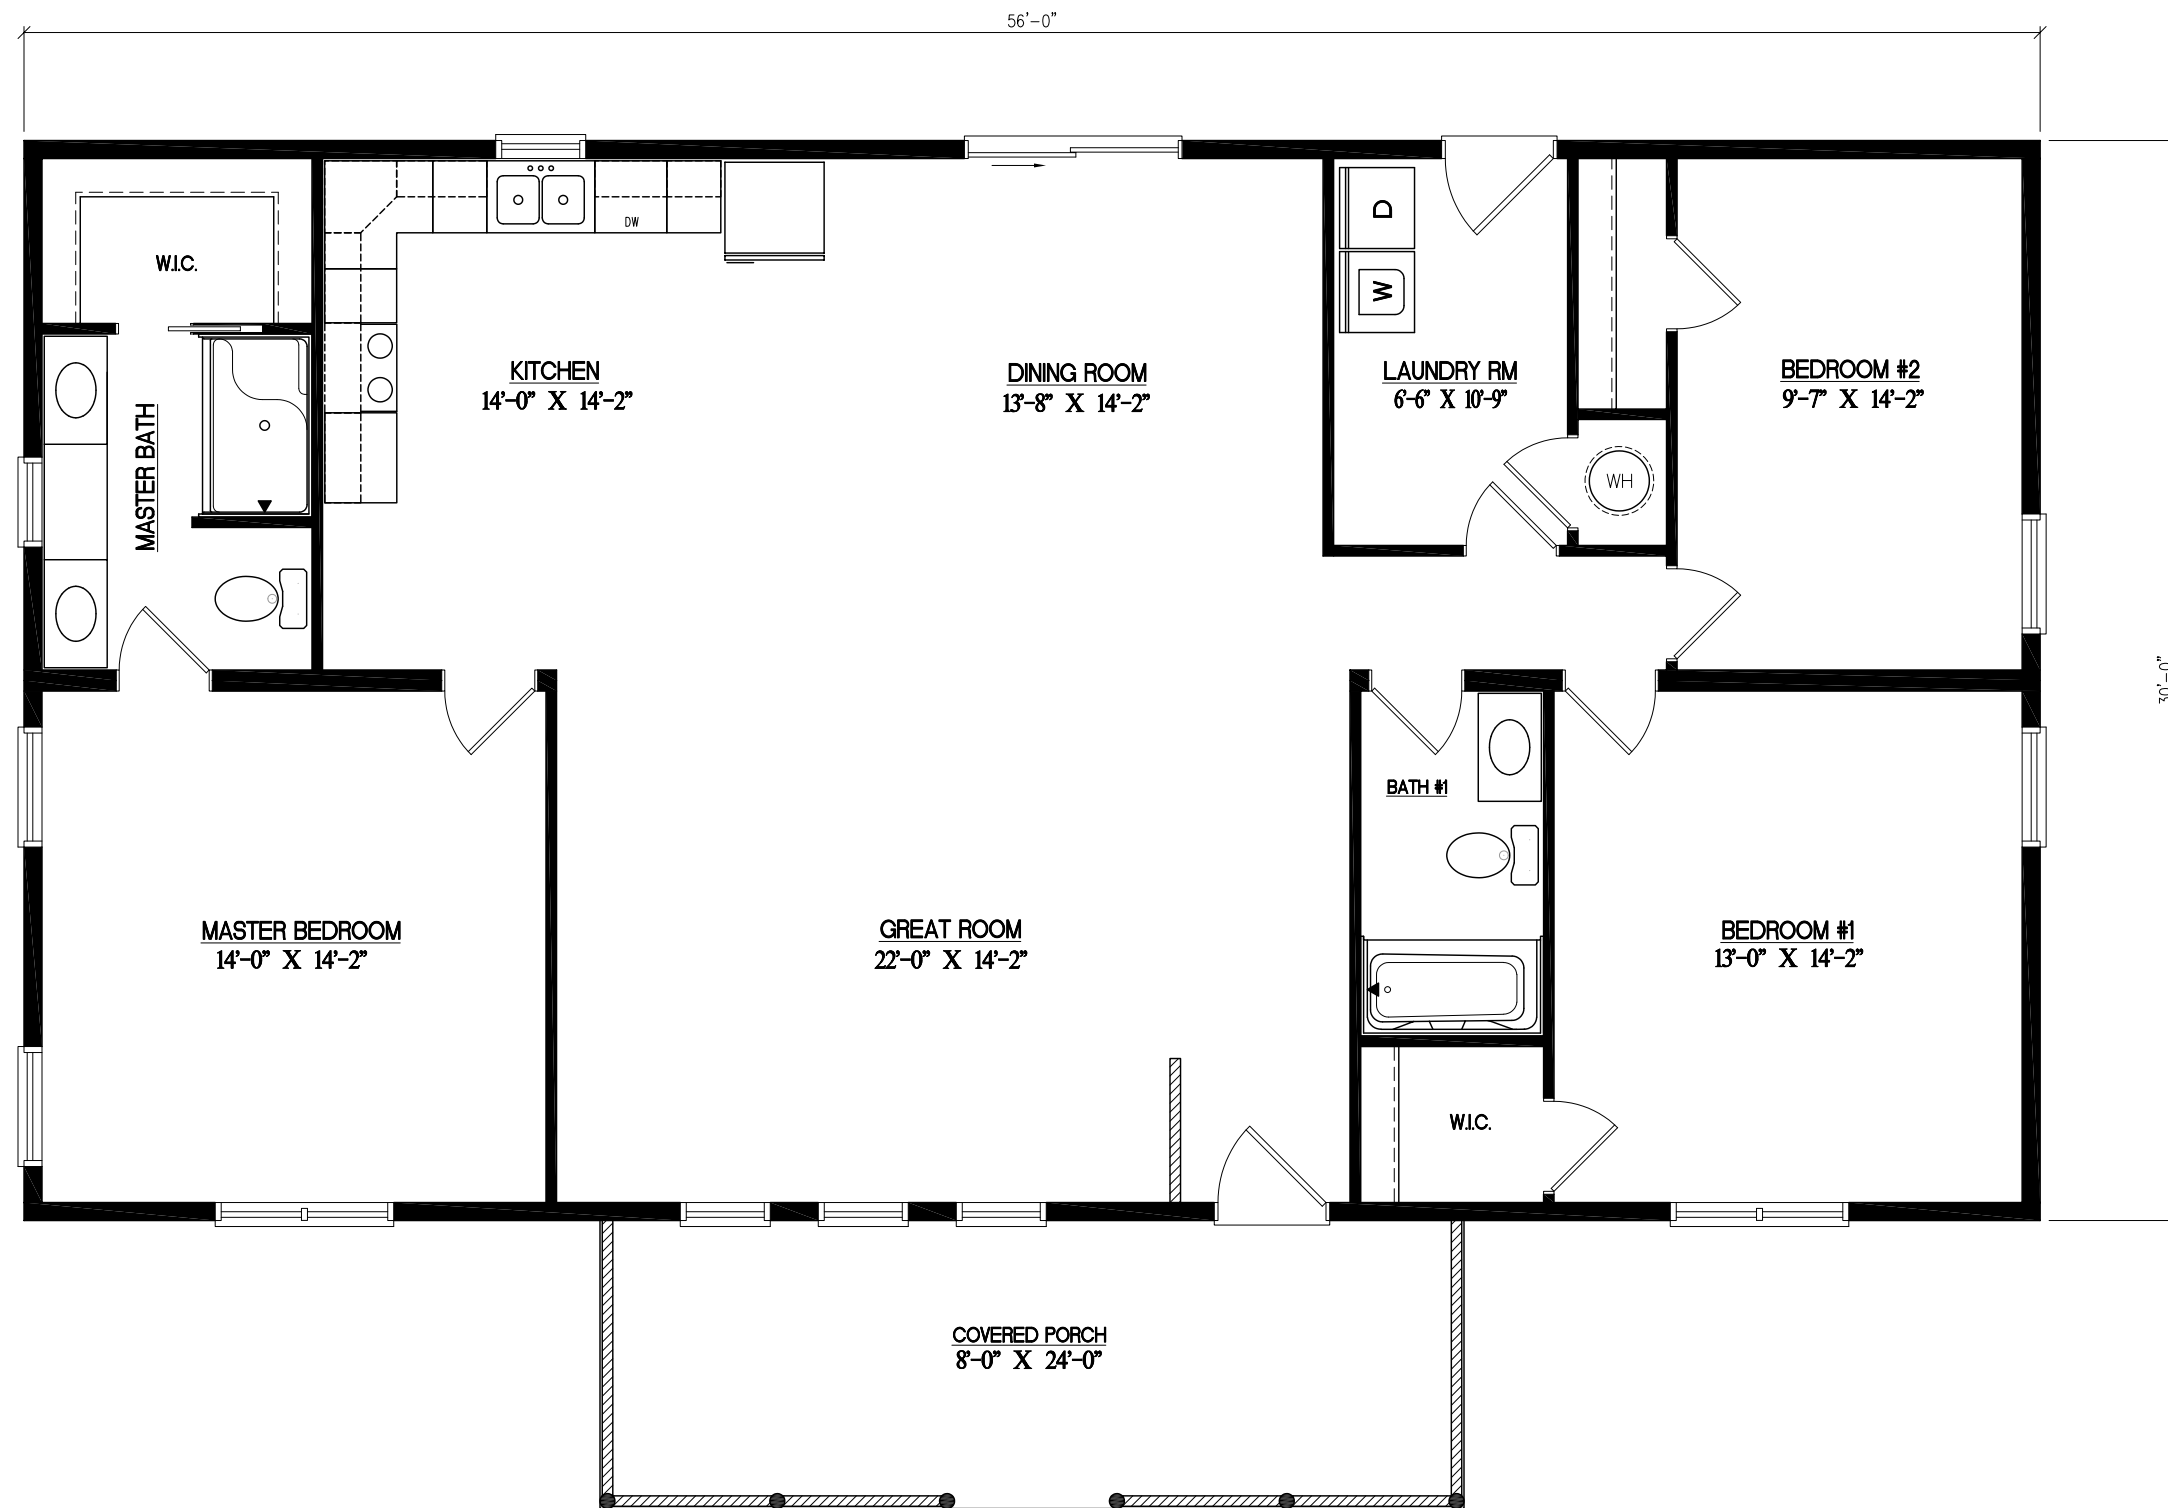 56'-0"
W.I.C.
DW
D
W
KITCHEN
14'-0" X 14'-2"
DINING ROOM
13'-8" X 14'-2"
LAUNDRY RM
6'-6" X 10'-9"
BEDROOM #2
9'-7" X 14'-2"
MASTER BATH
WH
30'-0"
BATH #1
MASTER BEDROOM
14'-0" X 14'-2"
GREAT ROOM
22'-0" X 14'-2"
BEDROOM #1
13'-0" X 14'-2"
W.I.C.
COVERED PORCH
8'-0" X 24'-0"